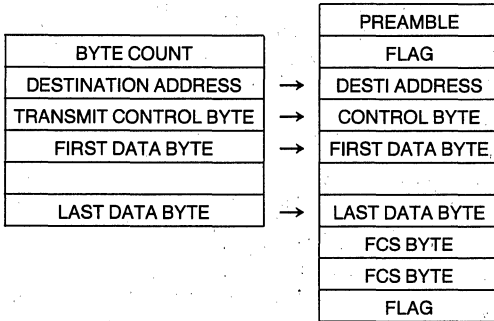 PREAMBLE
BYTE COUNT FLAG
DESTINATION ADDRESS → DESTI ADDRESS
TRANSMIT CONTROL BYTE → CONTROL BYTE
FIRST DATA BYTE → FIRST DATA BYTE
LAST DATA BYTE → LAST DATA BYTE
FCS BYTE
FCS BYTE
FLAG